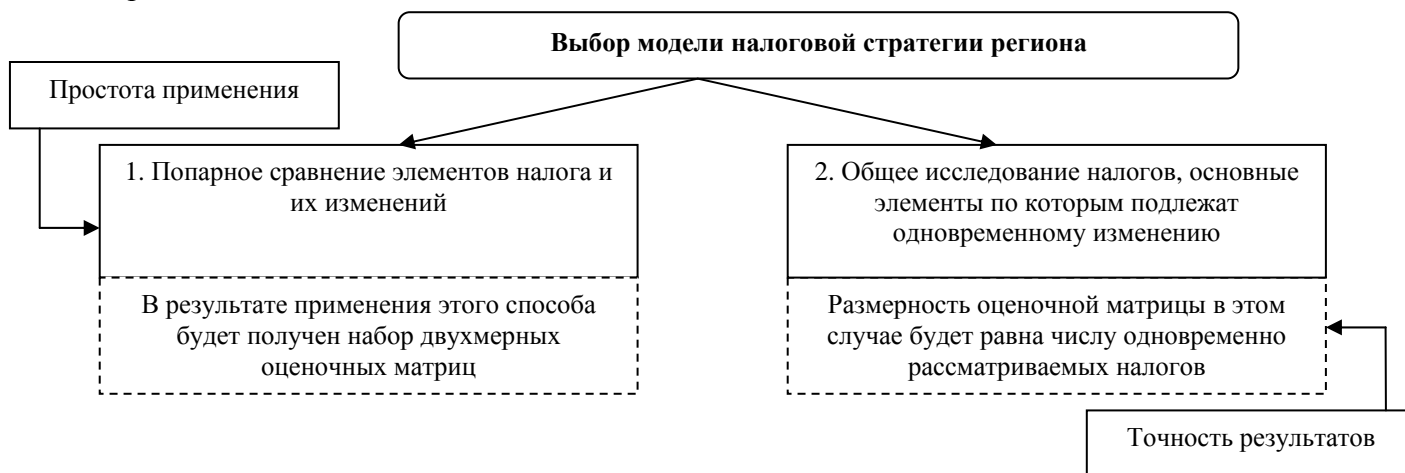 Выбор модели налоговой стратегии региона
Простота применения
1. Попарное сравнение элементов налога и
их изменений
В результате применения этого способа
будет получен набор двухмерных
оценочных матриц
2. Общее исследование налогов, основные
элементы по которым подлежат
одновременному изменению
Размерность оценочной матрицы в этом
случае будет равна числу одновременно
рассматриваемых налогов
Точность результатов